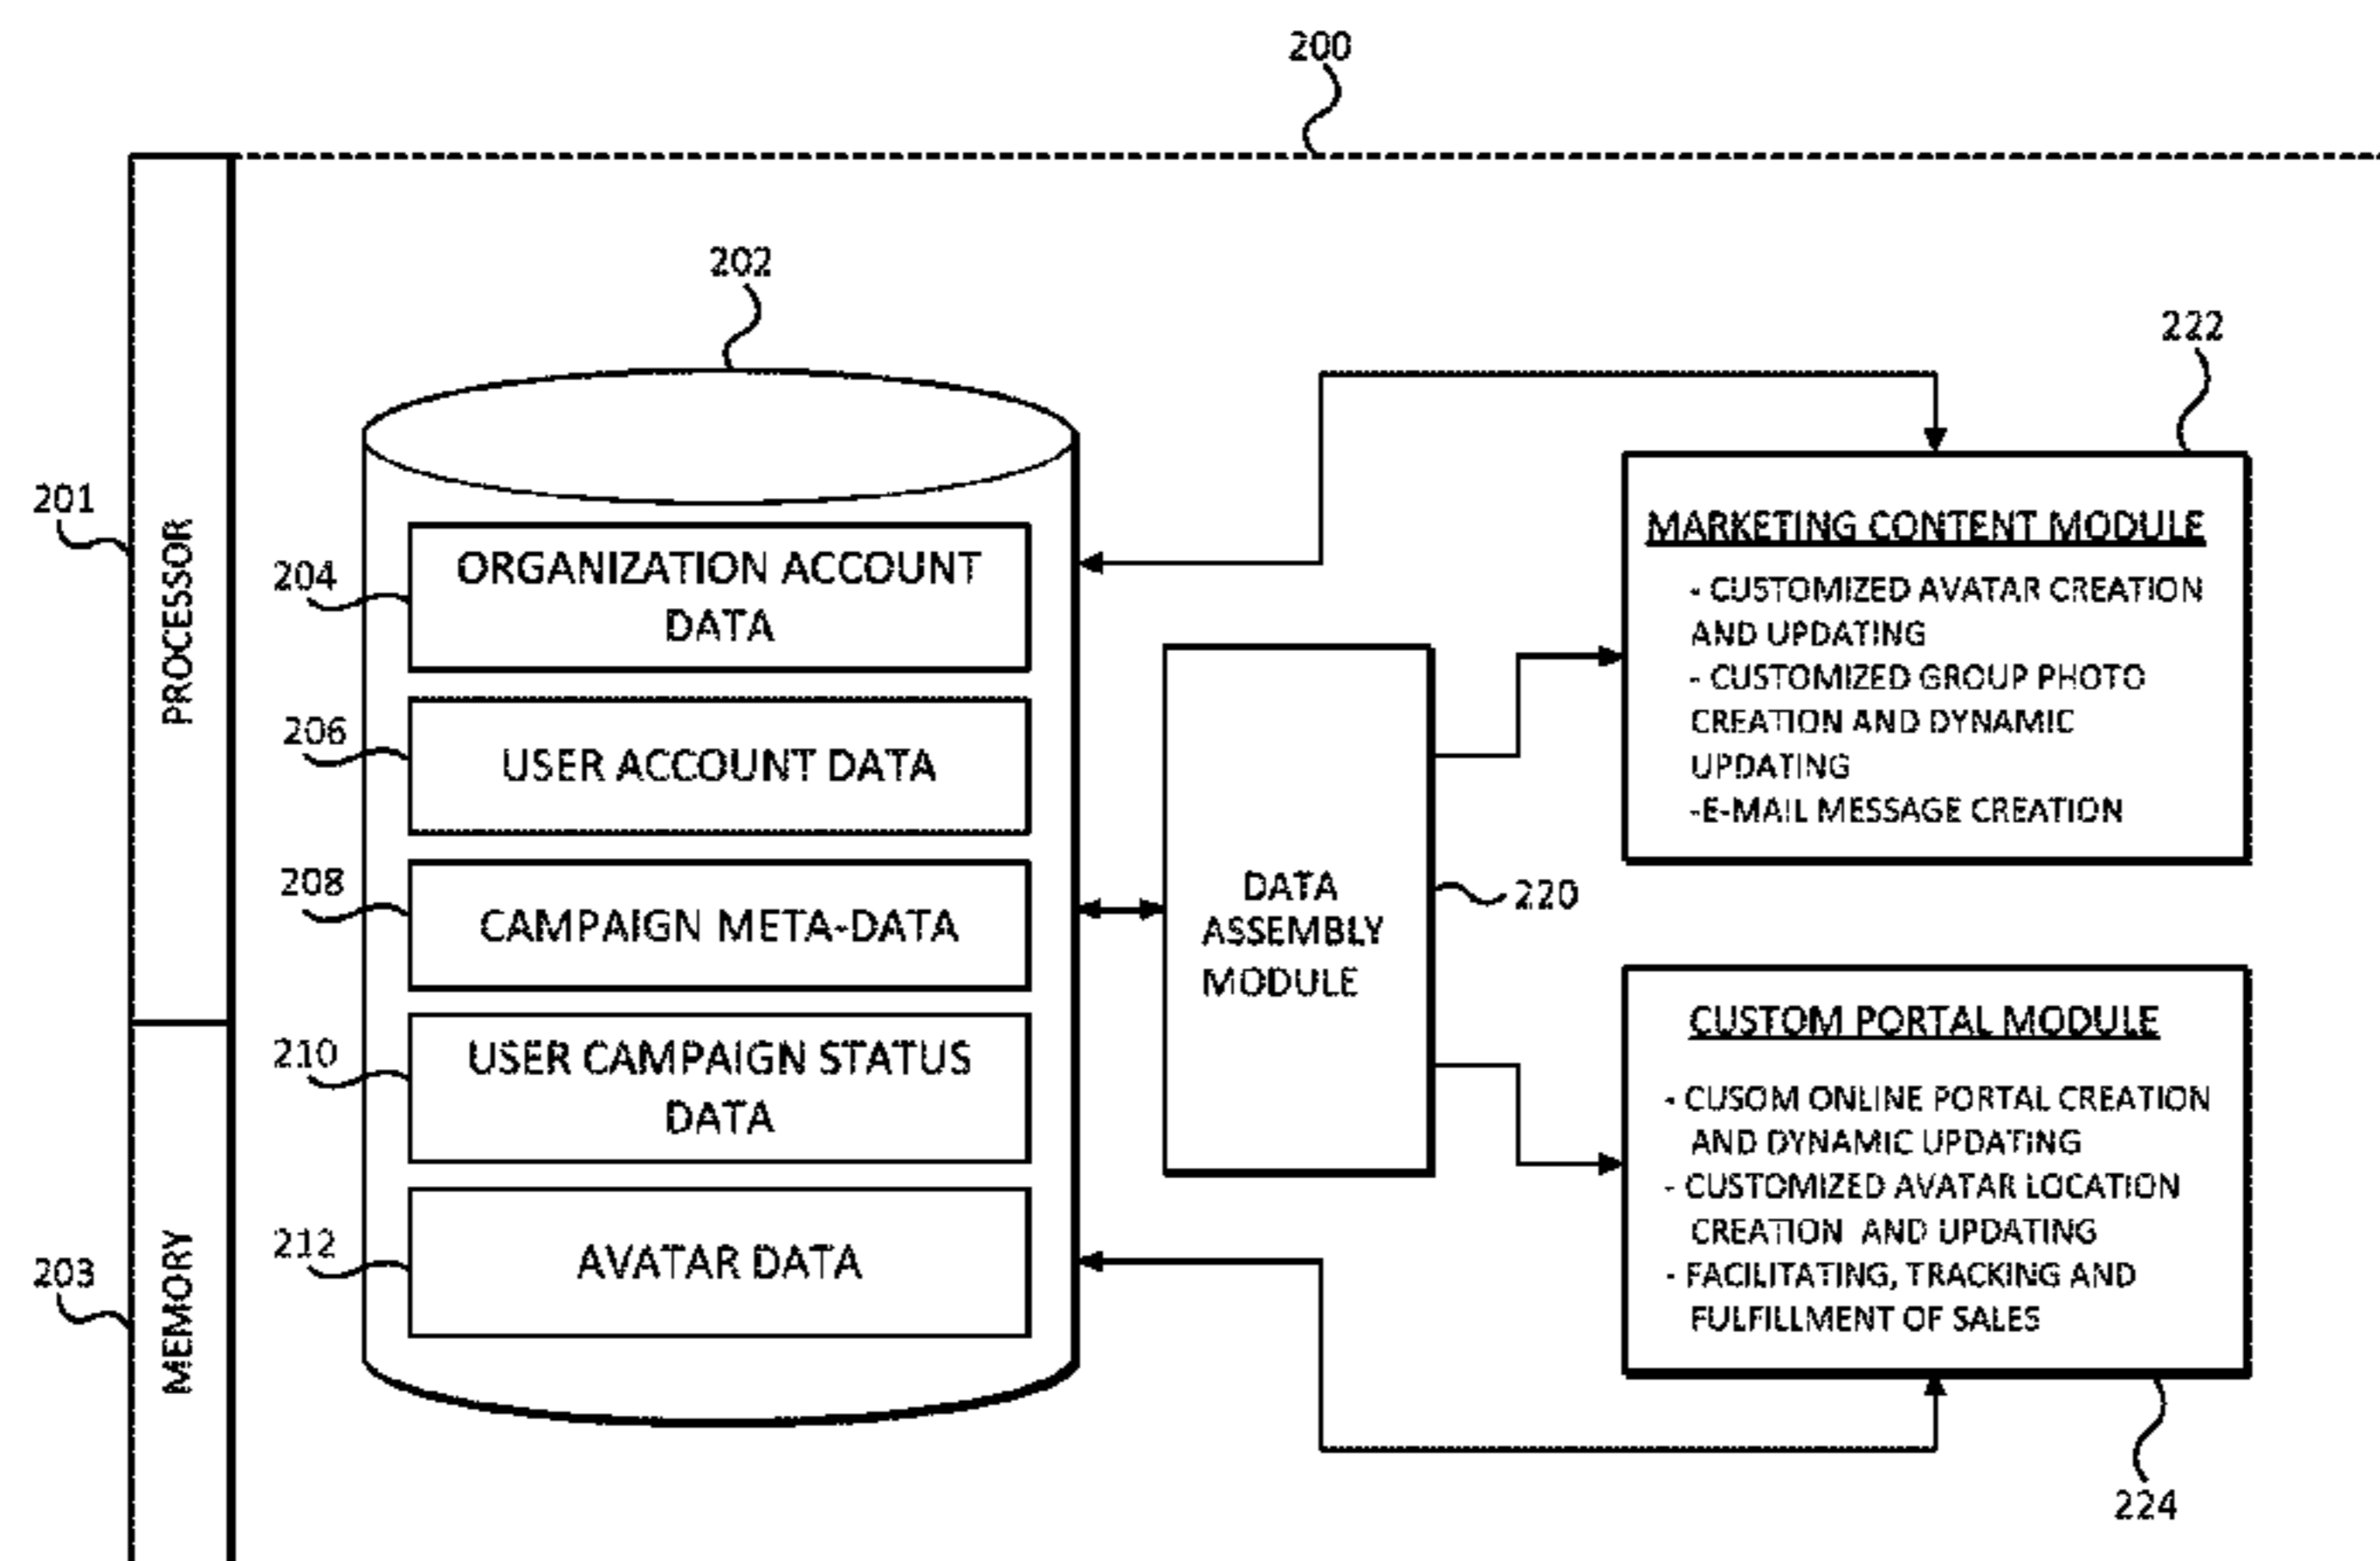 200
202
222
201
PROCESSOR
204
ORGANIZATION ACCOUNT
DATA
206
USER ACCOUNT DATA
208
CAMPAIGN META-DATA
210
USER CAMPAIGN STATUS
DATA
212
AVATAR DATA
203
MEMORY
DATA
ASSEMBLY
MODULE
220
MARKETING CONTENT MODULE
- CUSTOMIZED AVATAR CREATION
AND UPDATING
- CUSTOMIZED GROUP PHOTO
CREATION AND DYNAMIC
UPDATING
-E-MAIL MESSAGE CREATION
CUSTOM PORTAL MODULE
- CUSOM ONLINE PORTAL CREATION
AND DYNAMIC UPDATING
- CUSTOMIZED AVATAR LOCATION
CREATION AND UPDATING
- FACILITATING, TRACKING AND
FULFILLMENT OF SALES
224